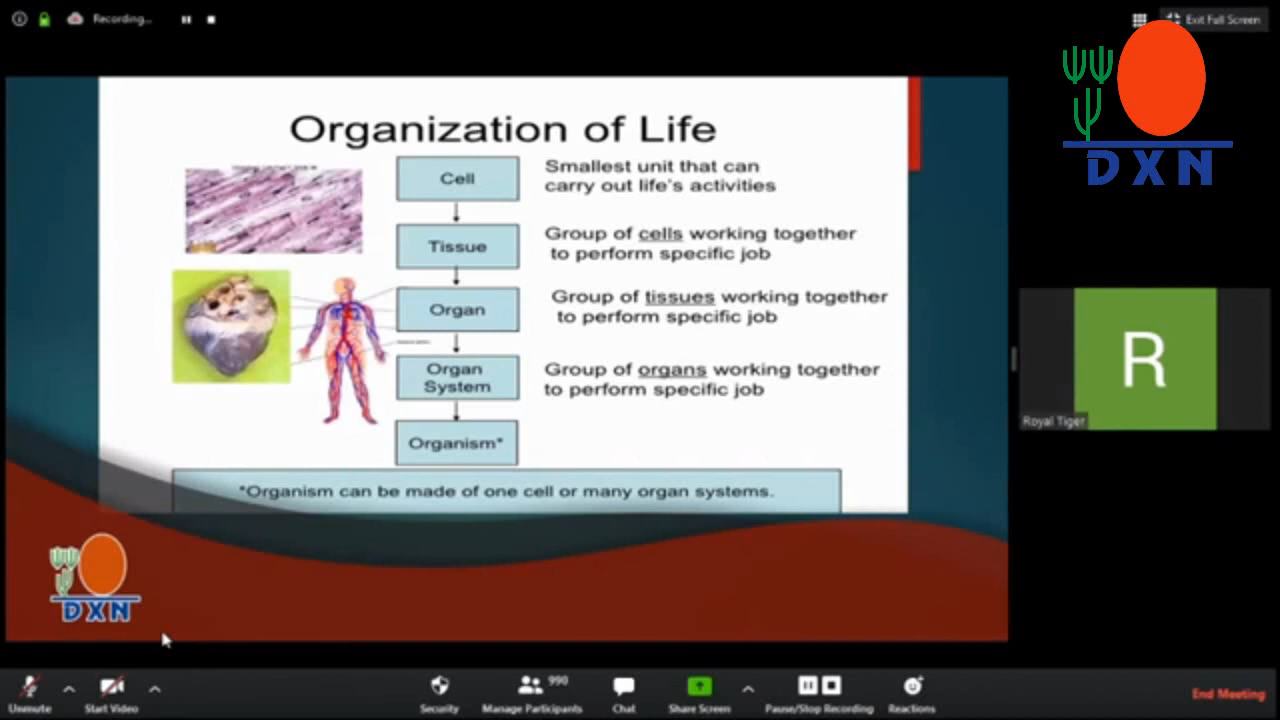 Recording...
Exit Full Screen
DXN
Organization of Life
Cell
Smallest unit that can
carry out life's activities
Tissue
Group of cells working together
to perform specific job
Organ
Group of tissues working together
to perform specific job
Organ
System
Group of organs working together
to perform specific job
Organism*
*Organism can be made of one cell or many organ systems.
R
Royal Tiger
DXN
Unmute
Start Video
Security
990
Manage Participants
Chat
Share Screen
Pause/Stop Recording
Reactions
End Meeting